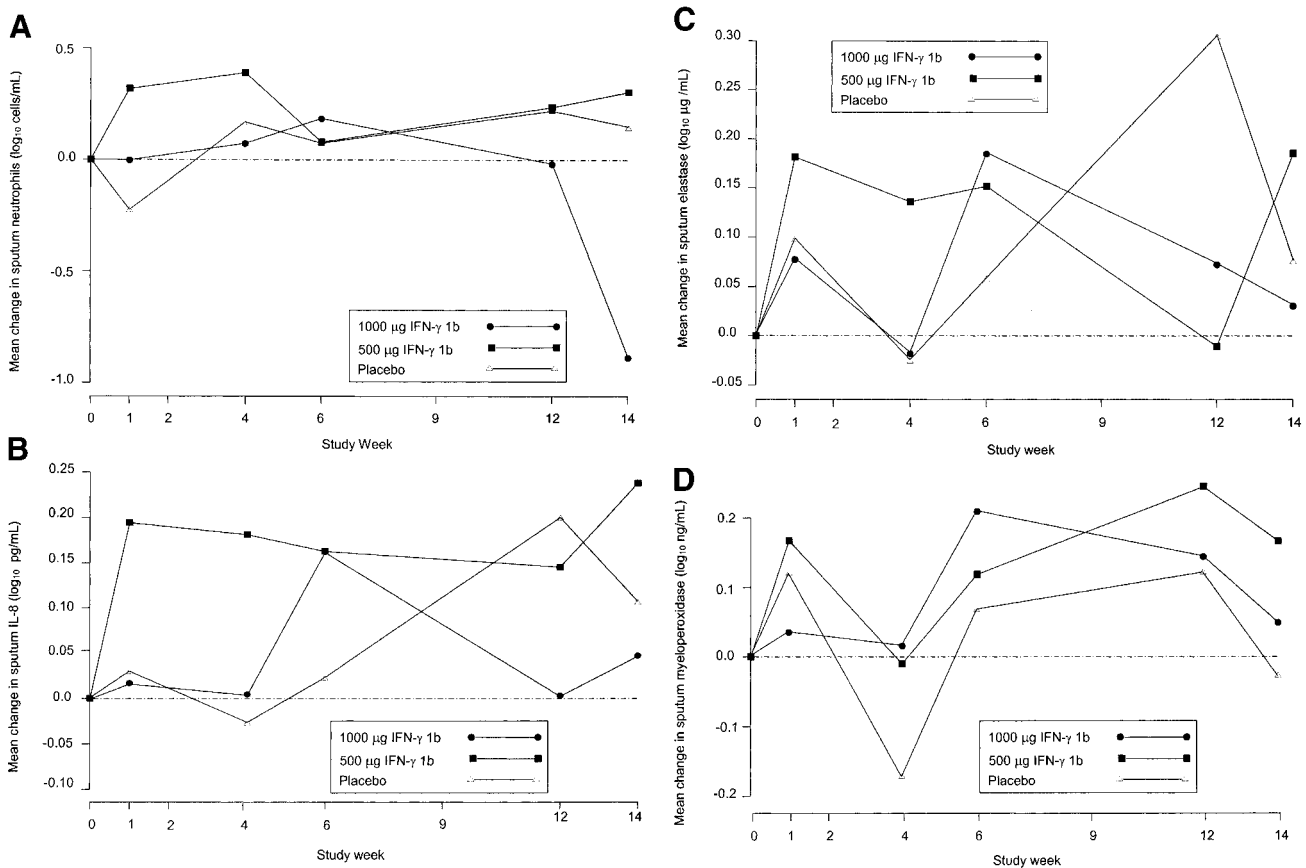 A
Mean change in sputum neutrophils (log₁₀ cells/mL)
0.5
0.0
-0.5
-1.0
1000 μg IFN-γ 1b
500 μg IFN-γ 1b
Placebo
0 1 2 4 6 9 12 14
Study Week
B
Mean change in sputum IL-8 (log₁₀ pg/mL)
0.25
0.20
0.15
0.10
0.05
0.0
-0.05
-0.10
1000 μg IFN-γ 1b
500 μg IFN-γ 1b
Placebo
0 1 2 4 6 9 12 14
Study week
C
Mean change in sputum elastase (log₁₀ μg /mL)
0.30
0.25
0.20
0.15
0.10
0.05
0.0
-0.05
1000 μg IFN-γ 1b
500 μg IFN-γ 1b
Placebo
0 1 2 4 6 9 12 14
Study week
D
Mean change in sputum myeloperoxidase (log₁₀ ng/mL)
0.2
0.1
0.0
-0.1
-0.2
1000 μg IFN-γ 1b
500 μg IFN-γ 1b
Placebo
0 1 2 4 6 9 12 14
Study week